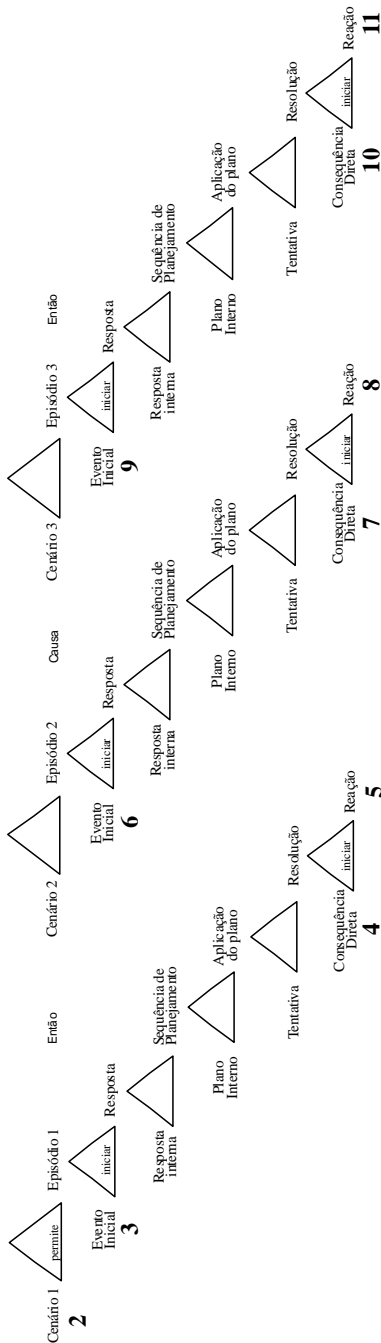 Cenário 1
2
permite
Episódio 1
Então
Evento
Inicial
3
iniciar
Resposta
Resposta
interna
Sequência de
Planejamento
Plano
Interno
Aplicação
do plano
Tentativa
Resolução
Consequência
Direta
4
iniciar
Reação
5
Cenário 2
Episódio 2
Causa
Evento
Inicial
6
iniciar
Resposta
Resposta
interna
Sequência de
Planejamento
Plano
Interno
Aplicação
do plano
Tentativa
Resolução
Consequência
Direta
7
iniciar
Reação
8
Cenário 3
Episódio 3
Então
Evento
Inicial
9
iniciar
Resposta
Resposta
interna
Sequência de
Planejamento
Plano
Interno
Aplicação
do plano
Tentativa
Resolução
Consequência
Direta
10
iniciar
Reação
11